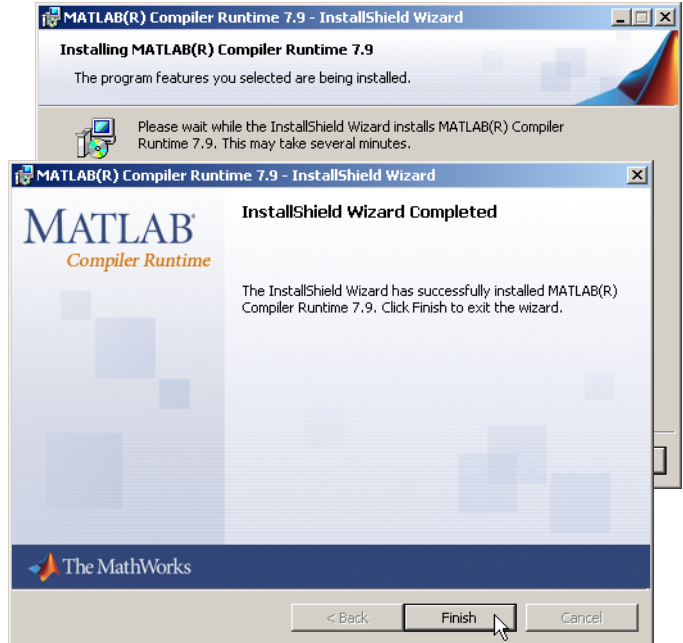 MATLAB(R) Compiler Runtime 7.9 - InstallShield Wizard
Installing MATLAB(R) Compiler Runtime 7.9
The program features you selected are being installed.
Please wait while the InstallShield Wizard installs MATLAB(R) Compiler
Runtime 7.9. This may take several minutes.
MATLAB(R) Compiler Runtime 7.9 - InstallShield Wizard
MATLAB®
Compiler Runtime
InstallShield Wizard Completed
The InstallShield Wizard has successfully installed MATLAB(R)
Compiler Runtime 7.9. Click Finish to exit the wizard.
The MathWorks
< Back Finish Cancel